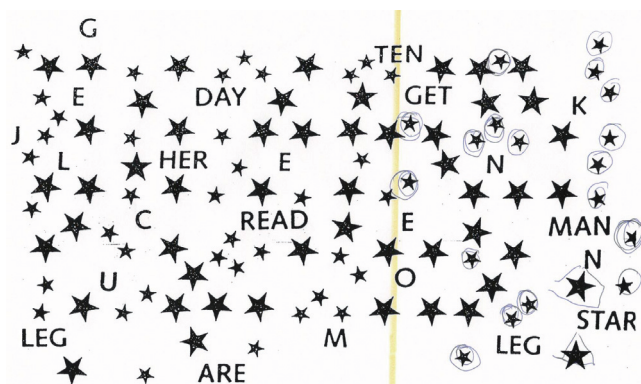 G
TEN
E DAY GET K
J
L HER E N
C READ E MAN
U O N
LEG M LEG STAR
ARE